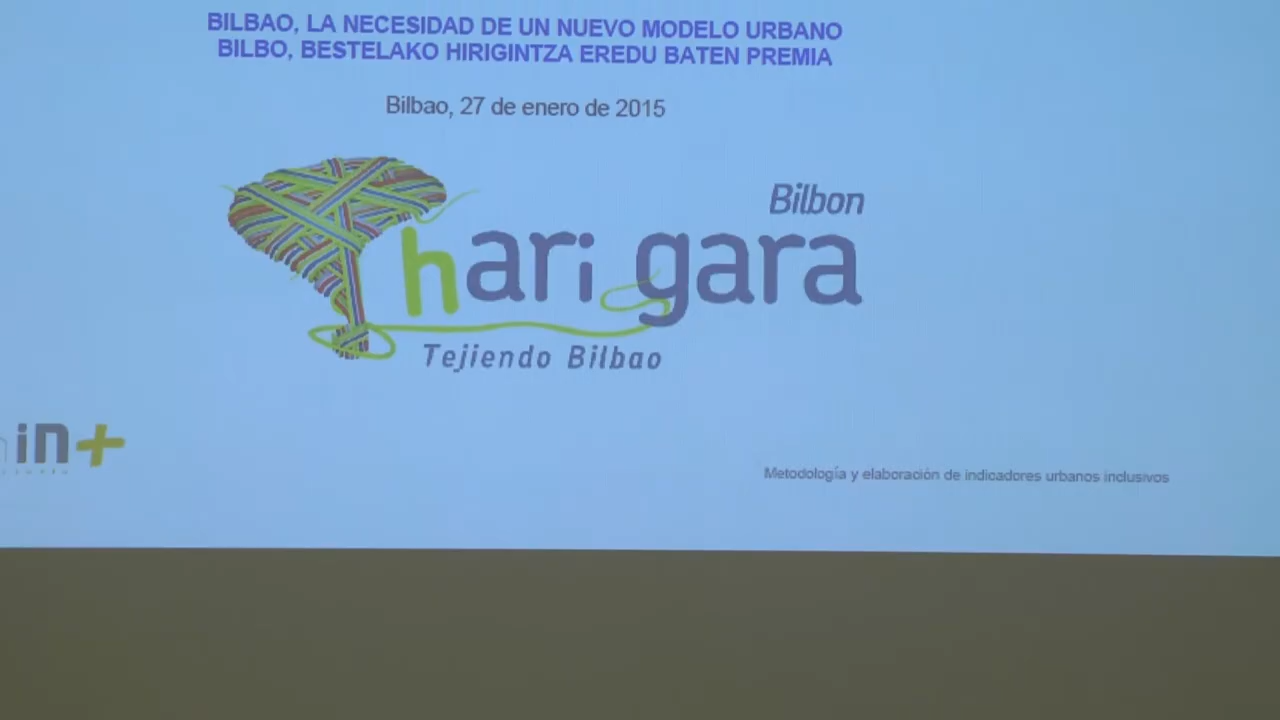 BILBAO, LA NECESIDAD DE UN NUEVO MODELO URBANO
BILBO, BESTELAKO HIRIGINTZA EREDU BATEN PREMIA
Bilbao, 27 de enero de 2015
Bilbon
hari gara
Tejiendo Bilbao
in+
Metodología y elaboración de indicadores urbanos inclusivos